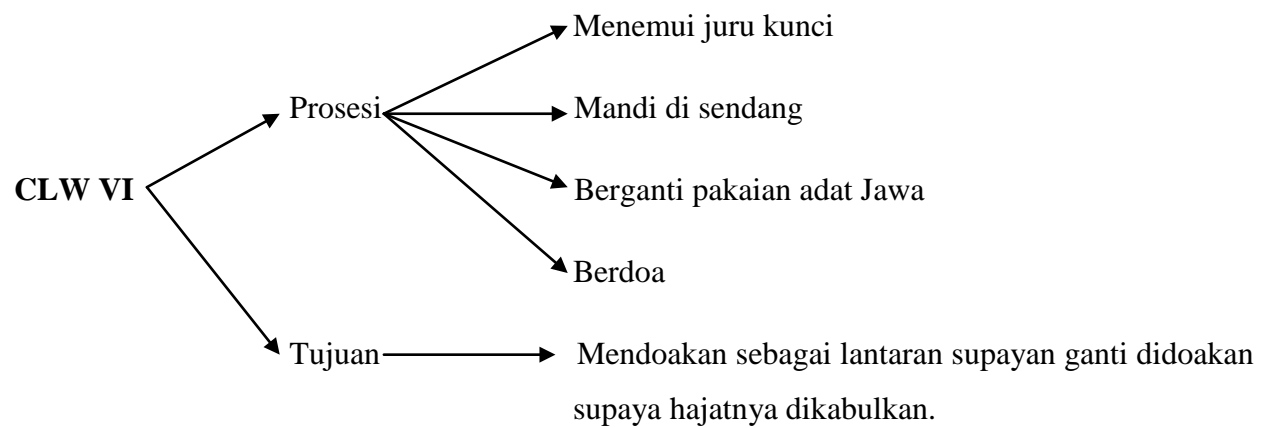 Menemui juru kunci
Prosesi
Mandi di sendang
CLW VI
Berganti pakaian adat Jawa
Berdoa
Tujuan
Mendoakan sebagai lantaran supayan ganti didoakan
supaya hajatnya dikabulkan.